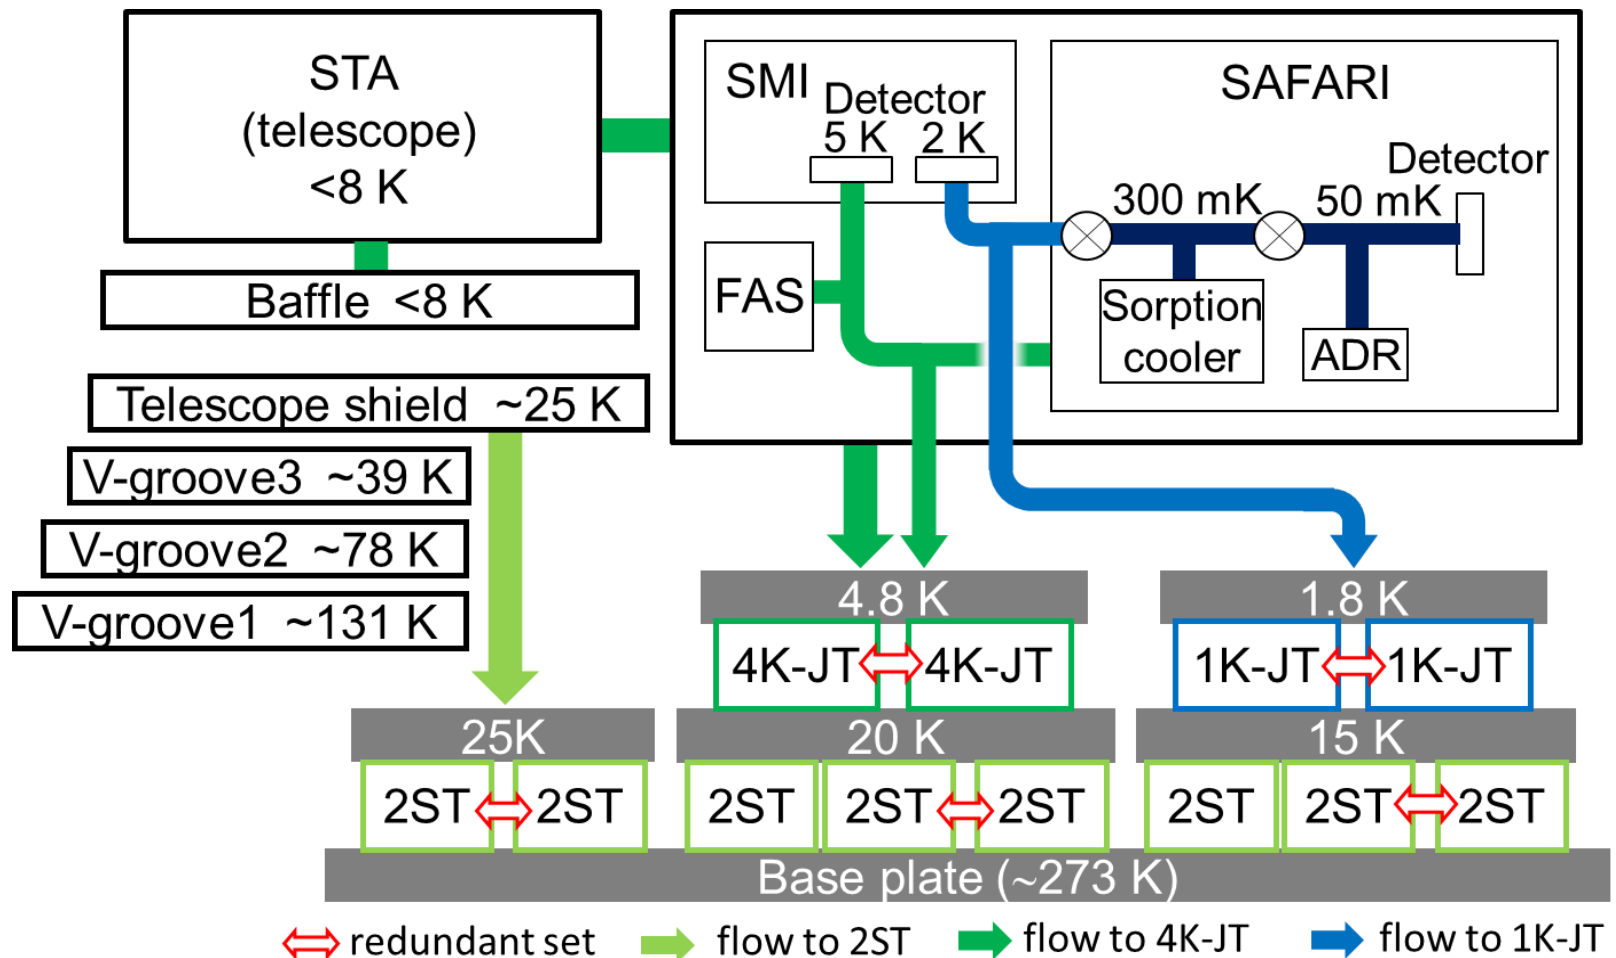 STA
(telescope)
<8 K
Baffle <8 K
Telescope shield ~25 K
V-groove3 ~39 K
V-groove2 ~78 K
V-groove1 ~131 K
SMI
Detector
5 K 2 K
FAS
SAFARI
Detector
300 mK 50 mK
Sorption
cooler
ADR
4.8 K
1.8 K
4K-JT 4K-JT
1K-JT 1K-JT
25K
20 K
15 K
2ST 2ST
2ST 2ST 2ST
2ST 2ST 2ST
Base plate (~273 K)
redundant set
flow to 2ST
flow to 4K-JT
flow to 1K-JT